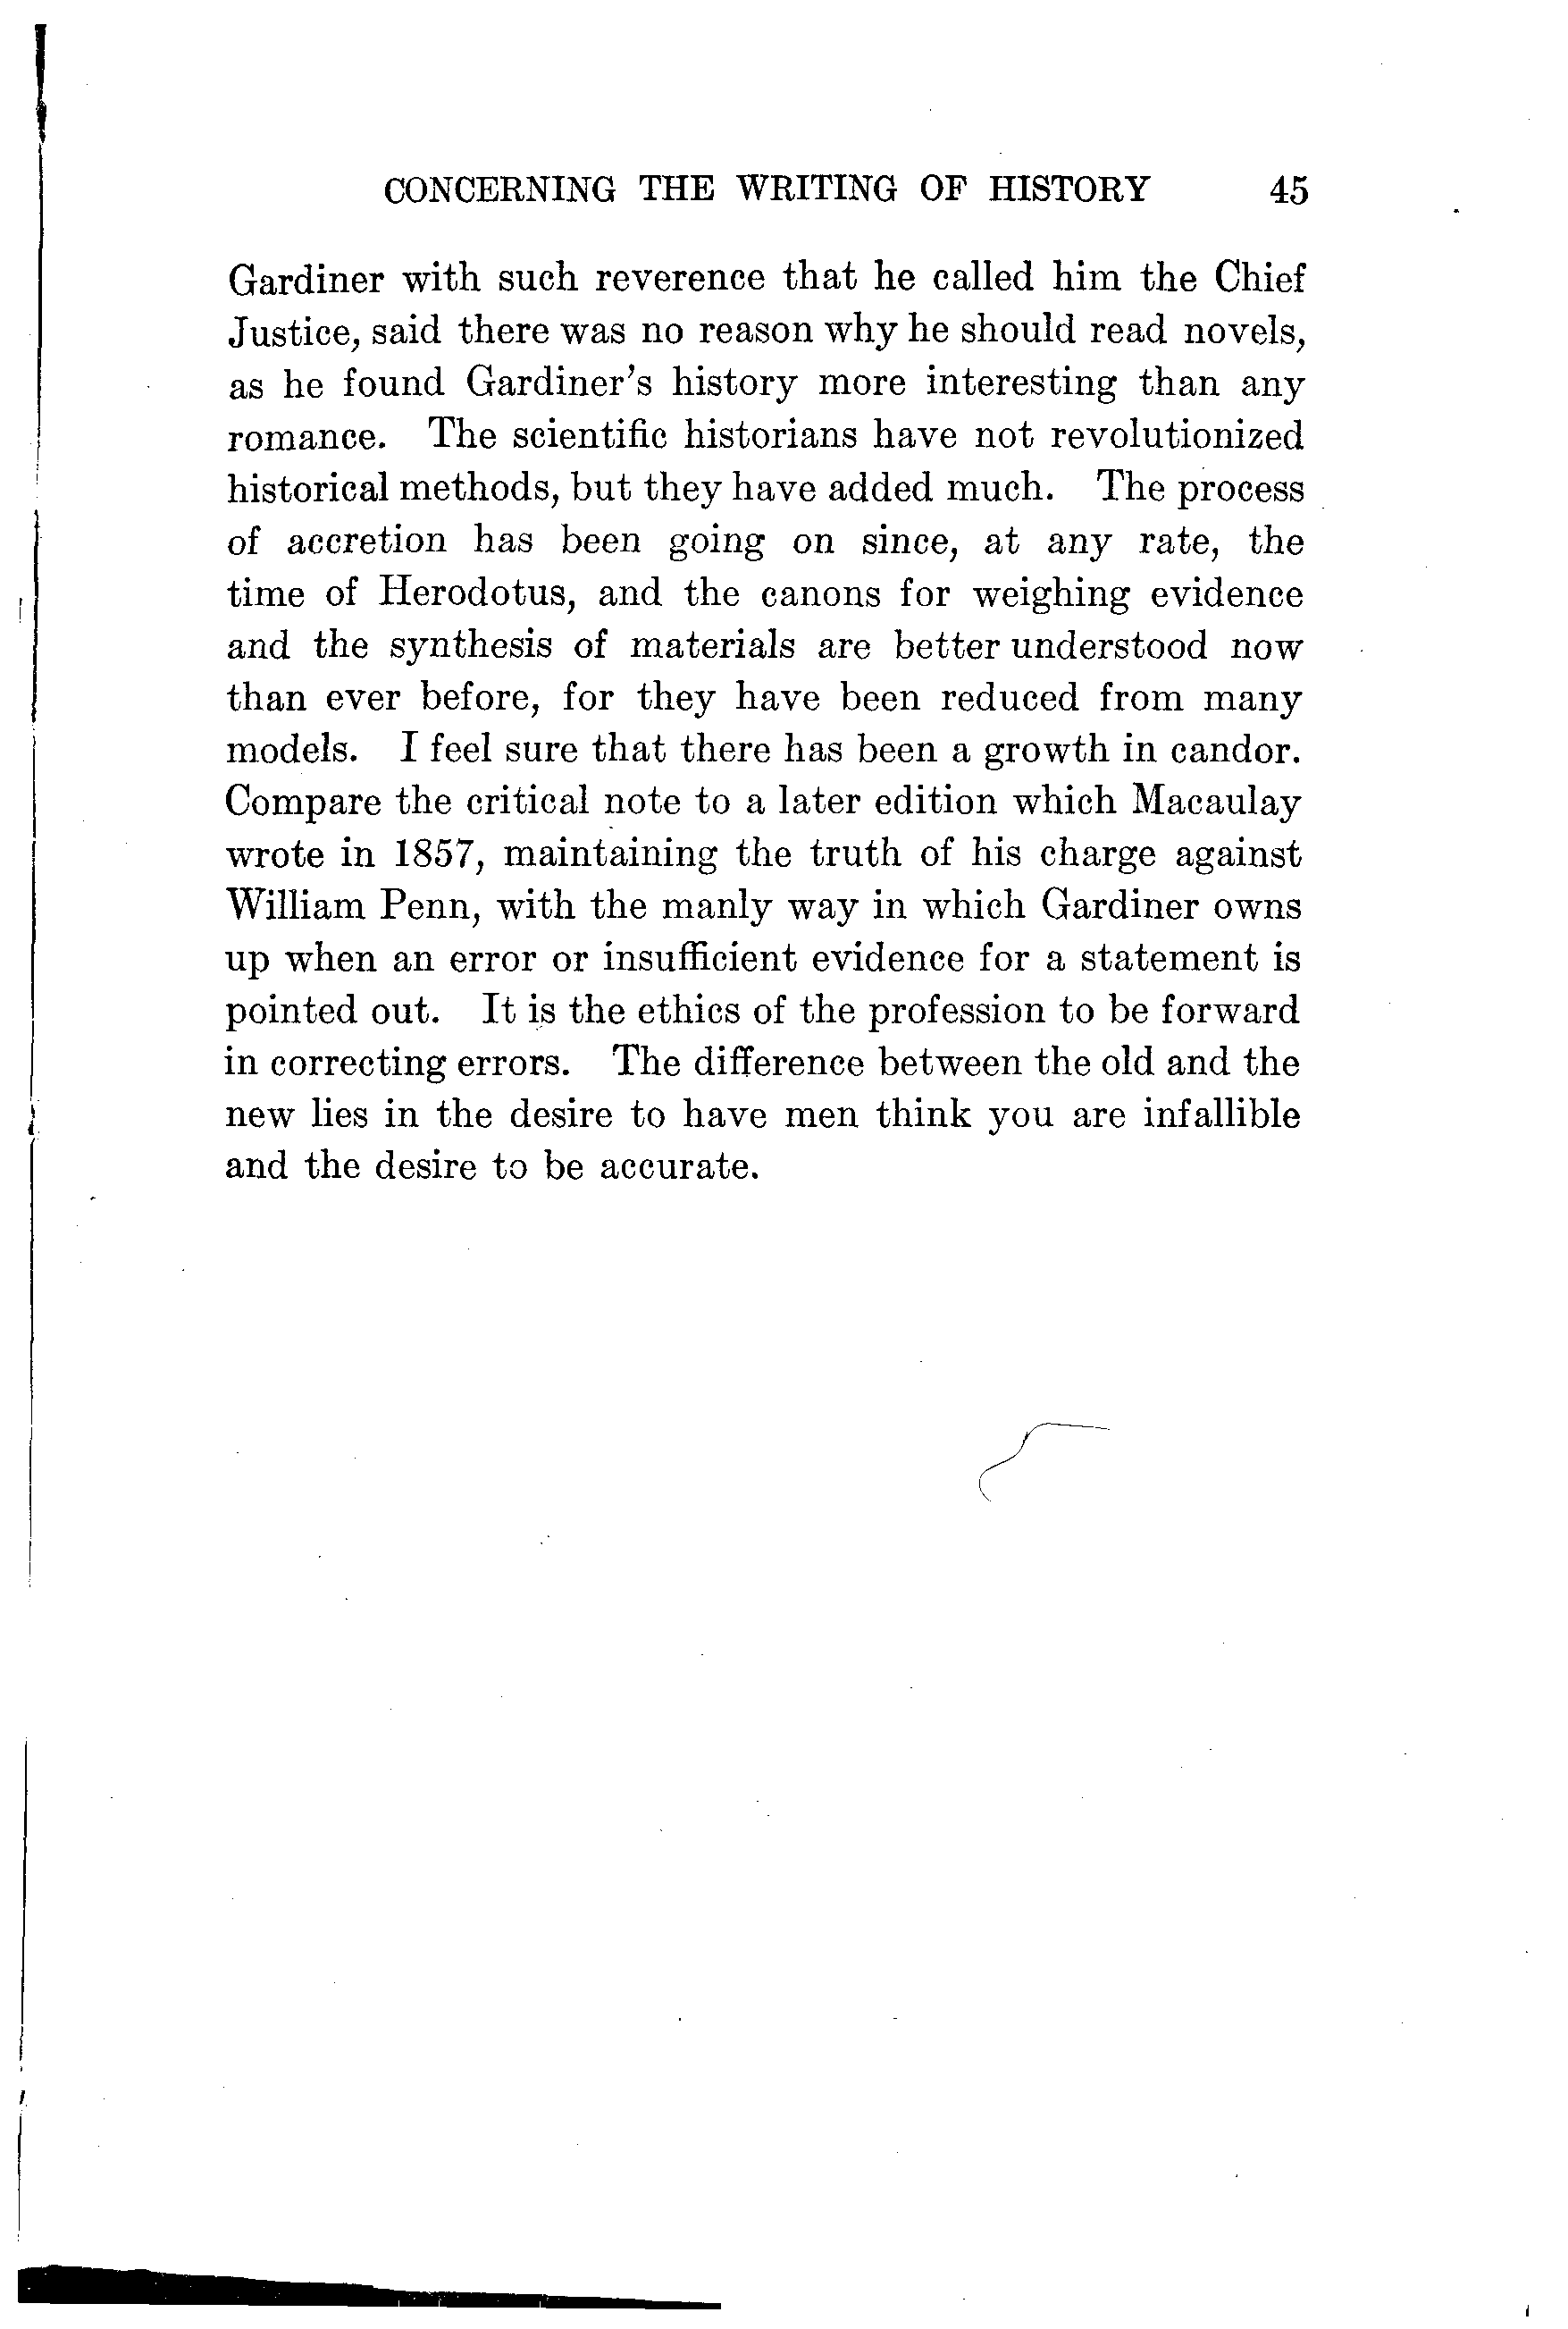 CONCERNING THE WRITING OF HISTORY 45
Gardiner with such reverence that he called him the Chief
Justice, said there was no reason why he should read novels,
as he found Gardiner's history more interesting than any
romance. The scientific historians have not revolutionized
historical methods, but they have added much. The process
of accretion has been going on since, at any rate, the
time of Herodotus, and the canons for weighing evidence
and the synthesis of materials are better understood now
than ever before, for they have been reduced from many
models. I feel sure that there has been a growth in candor.
Compare the critical note to a later edition which Macaulay
wrote in 1857, maintaining the truth of his charge against
William Penn, with the manly way in which Gardiner owns
up when an error or insufficient evidence for a statement is
pointed out. It is the ethics of the profession to be forward
in correcting errors. The difference between the old and the
new lies in the desire to have men think you are infallible
and the desire to be accurate.